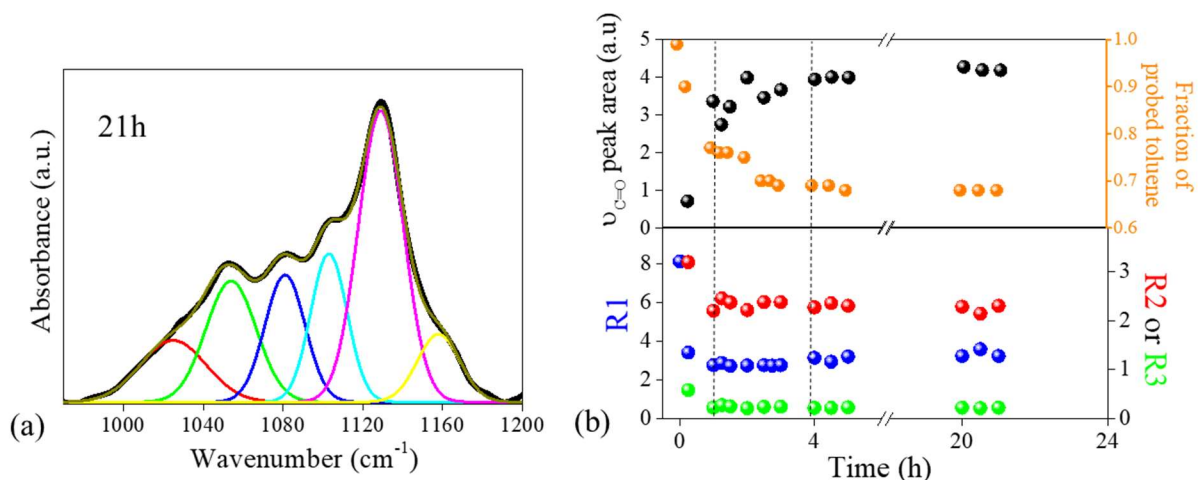 21h
Absorbance (a.u.)
1000 1040 1080 1120 1160 1200
Wavenumber (cm-1)
(a)
5
4
3
2
1
0
υC=O peak area (a.u)
1.0
0.9
0.8
0.7
0.6
Fraction of
probed toluene
8
6
4
2
0
R1
3
2
1
0
R2 or R3
0 4 20 24
Time (h)
(b)